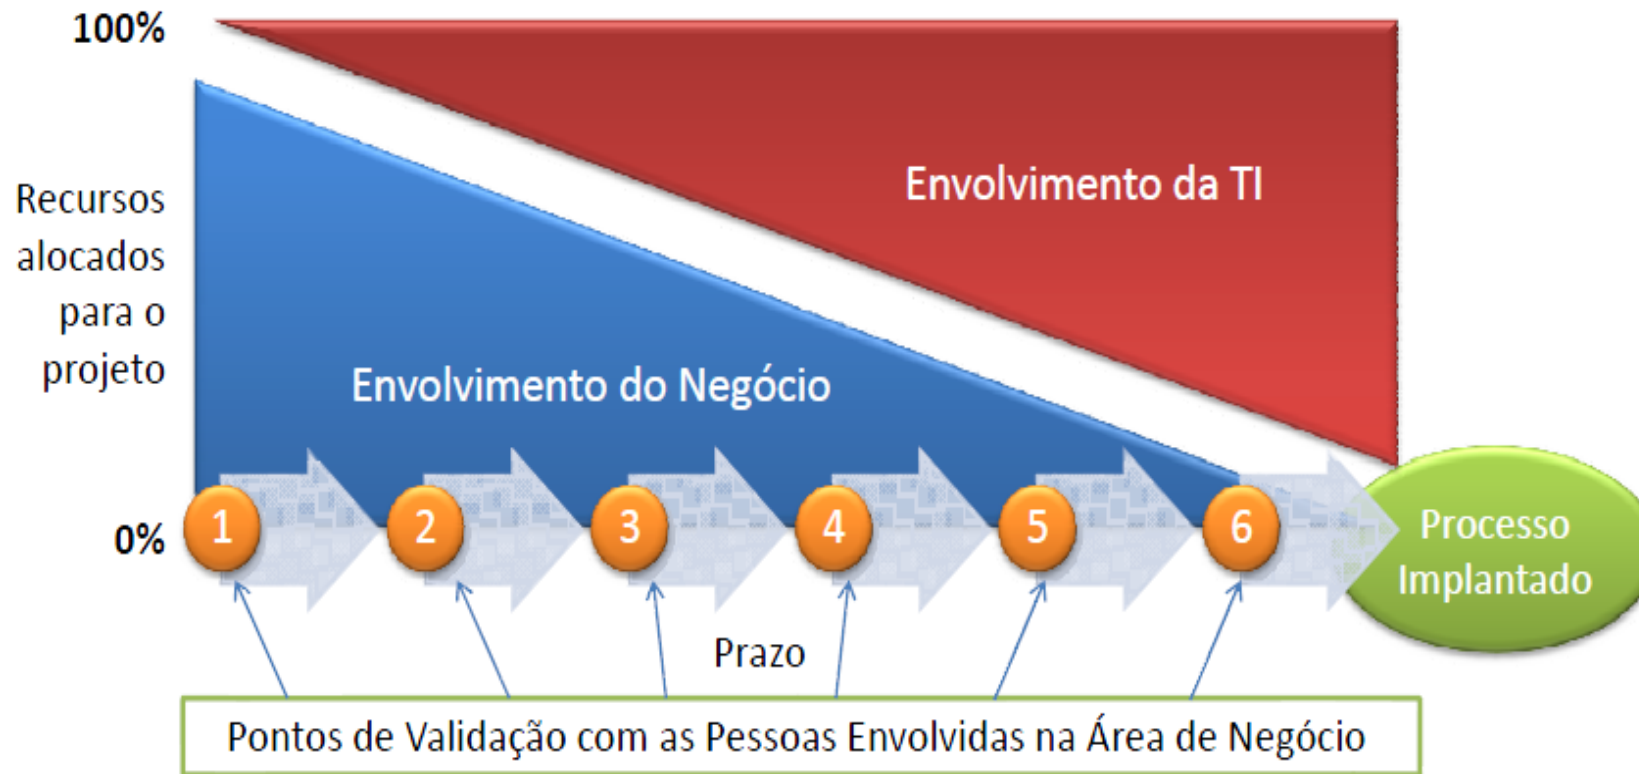 100%
Recursos
alocados
para o
projeto
0%
Envolvimento da TI
Envolvimento do Negócio
1 2 3 4 5 6
Processo
Implantado
Prazo
Pontos de Validação com as Pessoas Envolvidas na Área de Negócio